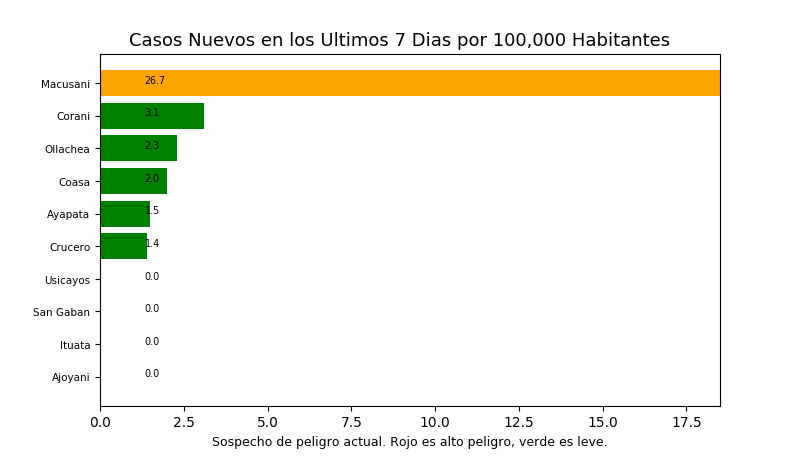 Casos Nuevos en los Ultimos 7 Dias por 100,000 Habitantes
Macusani 26.7
Corani 3.1
Ollachea 2.3
Coasa 2.0
Ayapata 1.5
Crucero 1.4
Usicayos 0.0
San Gaban 0.0
Ituata 0.0
Ajoyani 0.0
0.0 2.5 5.0 7.5 10.0 12.5 15.0 17.5
Sospecho de peligro actual. Rojo es alto peligro, verde es leve.